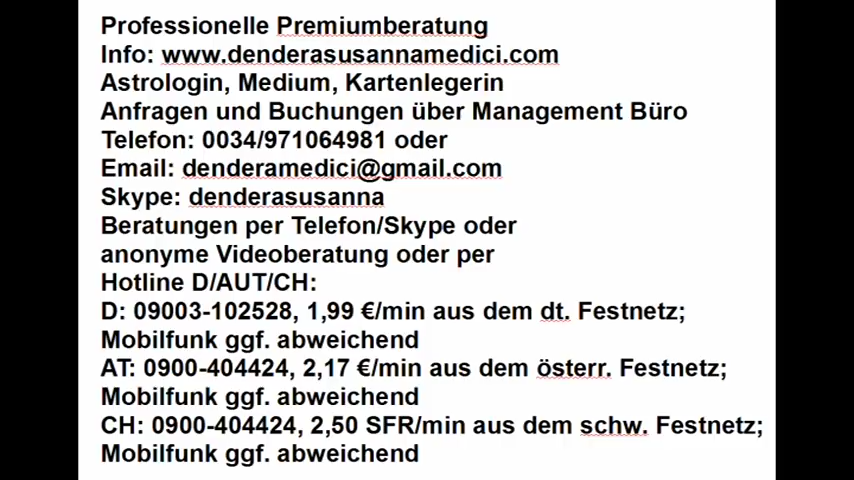 Professionelle Premiumberatung
Info: www.denderasusannamedici.com
Astrologin, Medium, Kartenlegerin
Anfragen und Buchungen über Management Büro
Telefon: 0034/971064981 oder
Email: denderamedici@gmail.com
Skype: denderasusanna
Beratungen per Telefon/Skype oder
anonyme Videoberatung oder per
Hotline D/AUT/CH:
D: 09003-102528, 1,99 €/min aus dem dt. Festnetz;
Mobilfunk ggf. abweichend
AT: 0900-404424, 2,17 €/min aus dem österr. Festnetz;
Mobilfunk ggf. abweichend
CH: 0900-404424, 2,50 SFR/min aus dem schw. Festnetz;
Mobilfunk ggf. abweichend